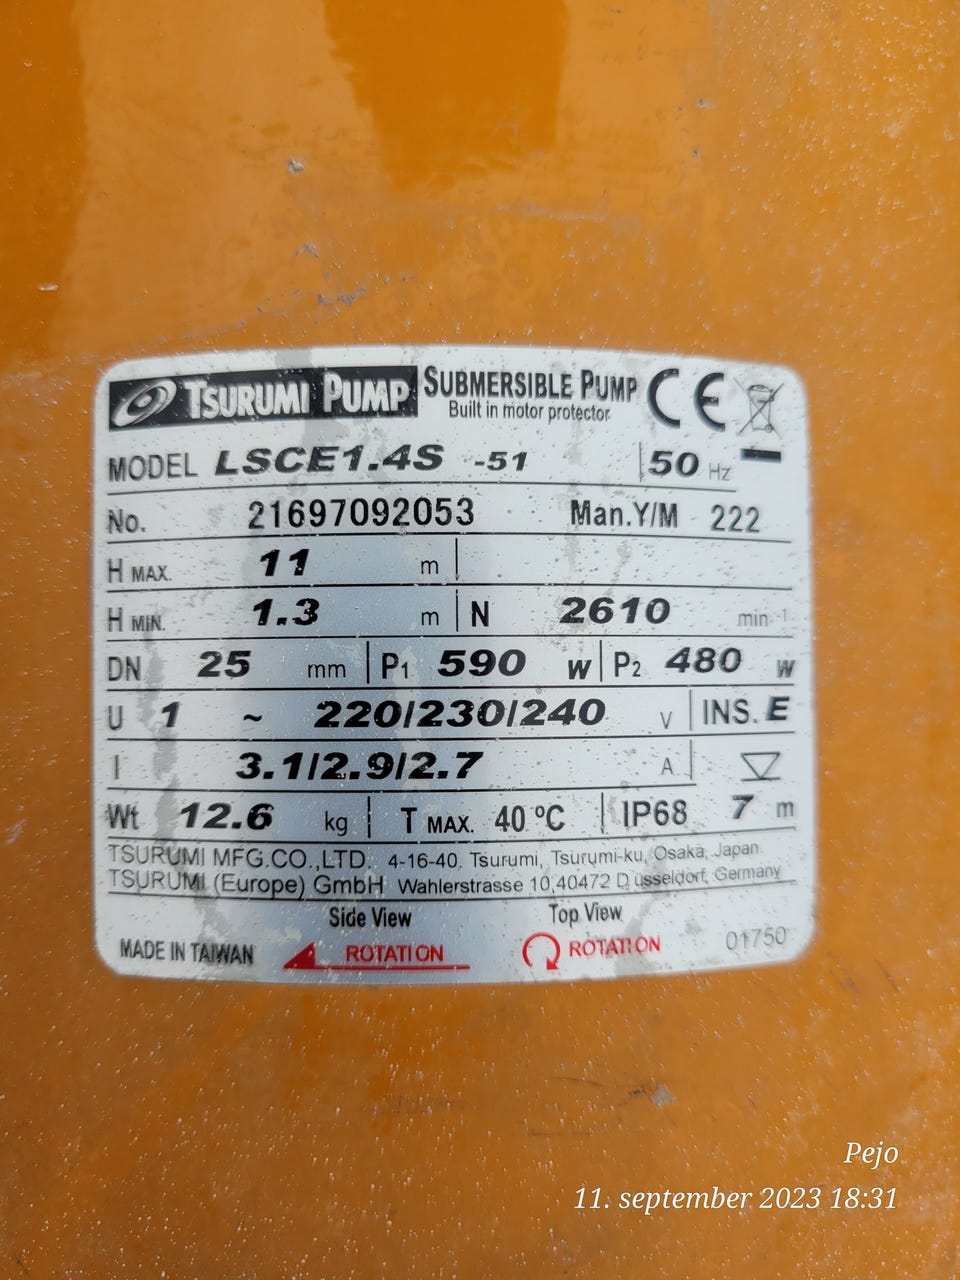 TSURUMI PUMP SUBMERSIBLE PUMP CE
Built in motor protector
MODEL LSCE1.4S -51 50 Hz
No. 21697092053 Man.Y/M 222
H MAX. 11 m
H MIN. 1.3 m N 2610 min⁻¹
DN 25 mm P₁ 590 W P₂ 480 W
U 1 ~ 220/230/240 V INS. E
I 3.1/2.9/2.7 A
Wt 12.6 kg T MAX. 40 ºC IP68 7 m
TSURUMI MFG.CO.,LTD. 4-16-40, Tsurumi, Tsurumi-ku, Osaka, Japan.
TSURUMI (Europe) GmbH Wahlerstrasse 10,40472 Düsseldorf, Germany
Side View Top View
MADE IN TAIWAN ROTATION ROTATION 01750
Pejo
11. september 2023 18:31